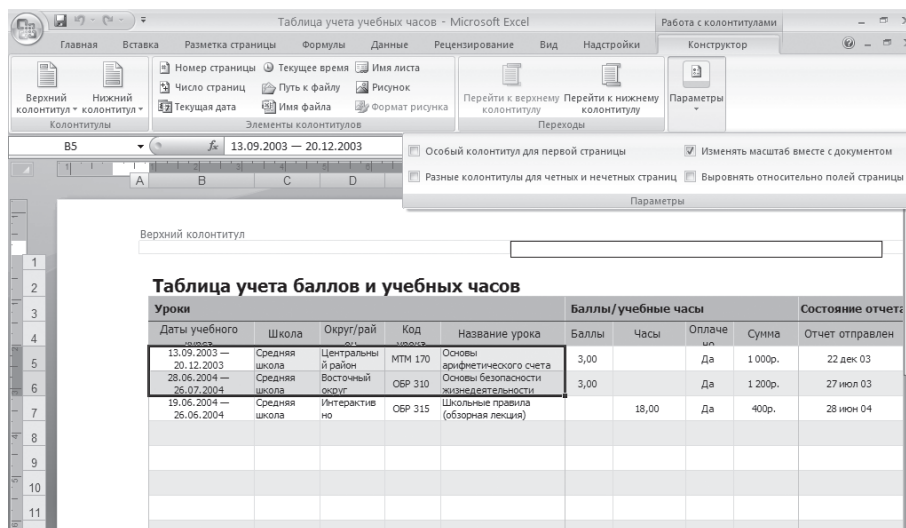 Таблица учета учебных часов - Microsoft Excel
Работа с колонтитулами
Главная Вставка Разметка страницы Формулы Данные Рецензирование Вид Надстройки Конструктор
Верхний колонтитул
Нижний колонтитул
Номер страницы Текущее время Имя листа
Число страниц Путь к файлу Рисунок
Текущая дата Имя файла Формат рисунка
Перейти к верхнему колонтитулу
Перейти к нижнему колонтитулу
Параметры
Колонтитулы Элементы колонтитулов Переходы
B5 fx 13.09.2003 — 20.12.2003
Особый колонтитул для первой страницы Изменять масштаб вместе с документом
Разные колонтитулы для четных и нечетных страниц Выровнять относительно полей страницы
Параметры
A B C D
Верхний колонтитул
1
2 Таблица учета баллов и учебных часов
3 Уроки Баллы/учебные часы Состояние отчета
4 Даты учебного Школа Округ/рай Код Название урока Баллы Часы Оплаче Сумма Отчет отправлен
5 13.09.2003 — 20.12.2003 Средняя школа Центральны й район МТМ 170 Основы арифметического счета 3,00 Да 1 000р. 22 дек 03
6 28.06.2004 — 26.07.2004 Средняя школа Восточный округ ОБР 310 Основы безопасности жизнедеятельности 3,00 Да 1 200р. 27 июл 03
7 19.06.2004 — 26.06.2004 Средняя школа Интерактив но ОБР 315 Школьные правила (обзорная лекция) 18,00 Да 400р. 28 июн 04
8
9
10
11